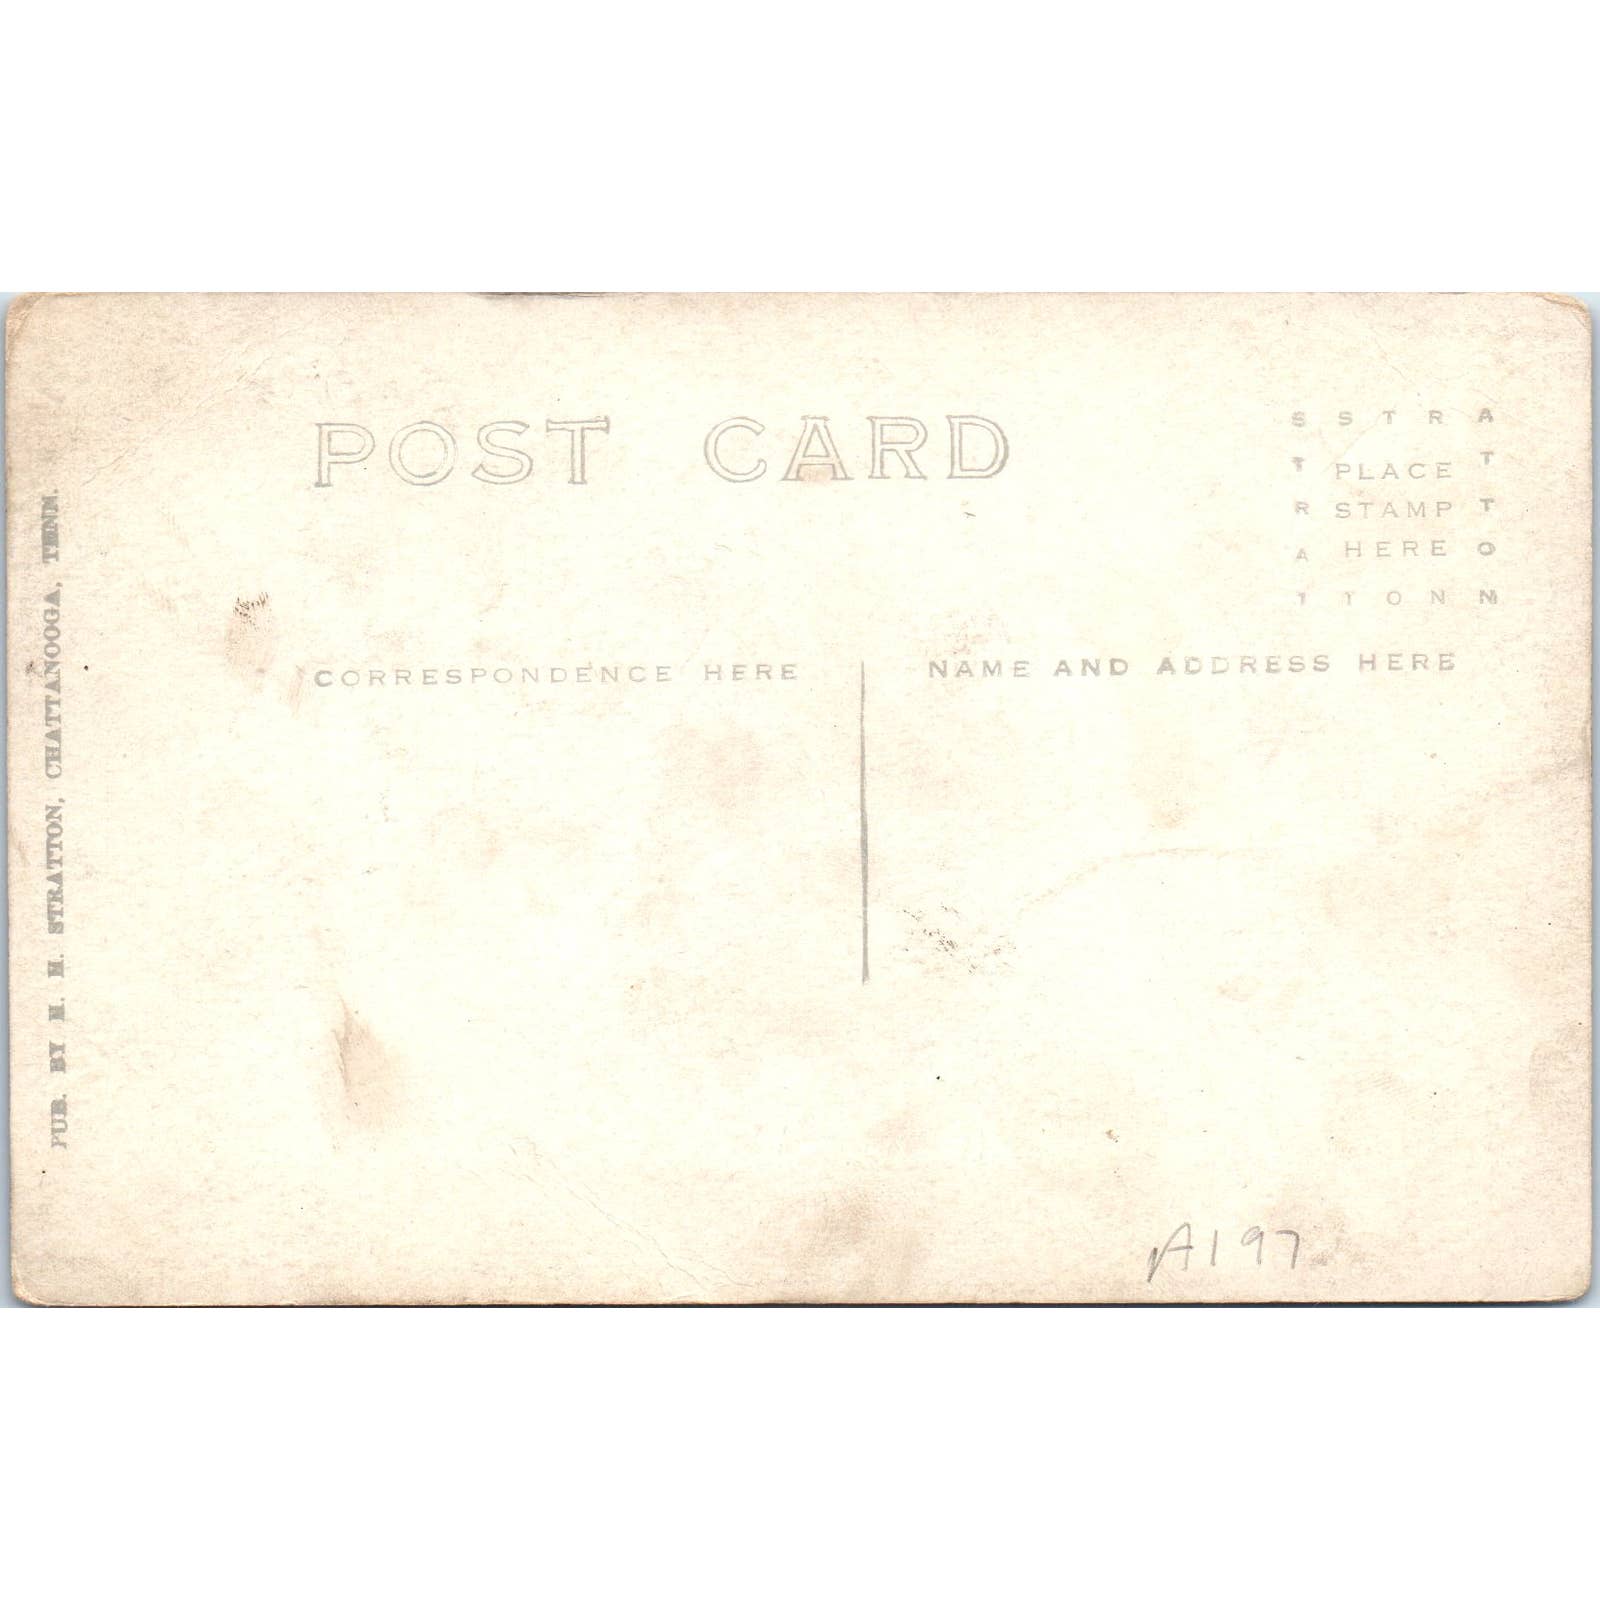 POST CARD
S S T R A
T PLACE T
R STAMP T
A HERE O
T T O N N
CORRESPONDENCE HERE
NAME AND ADDRESS HERE
PUB. BY H. H. STRATTON, CHATTANOOGA, TENN.
A197